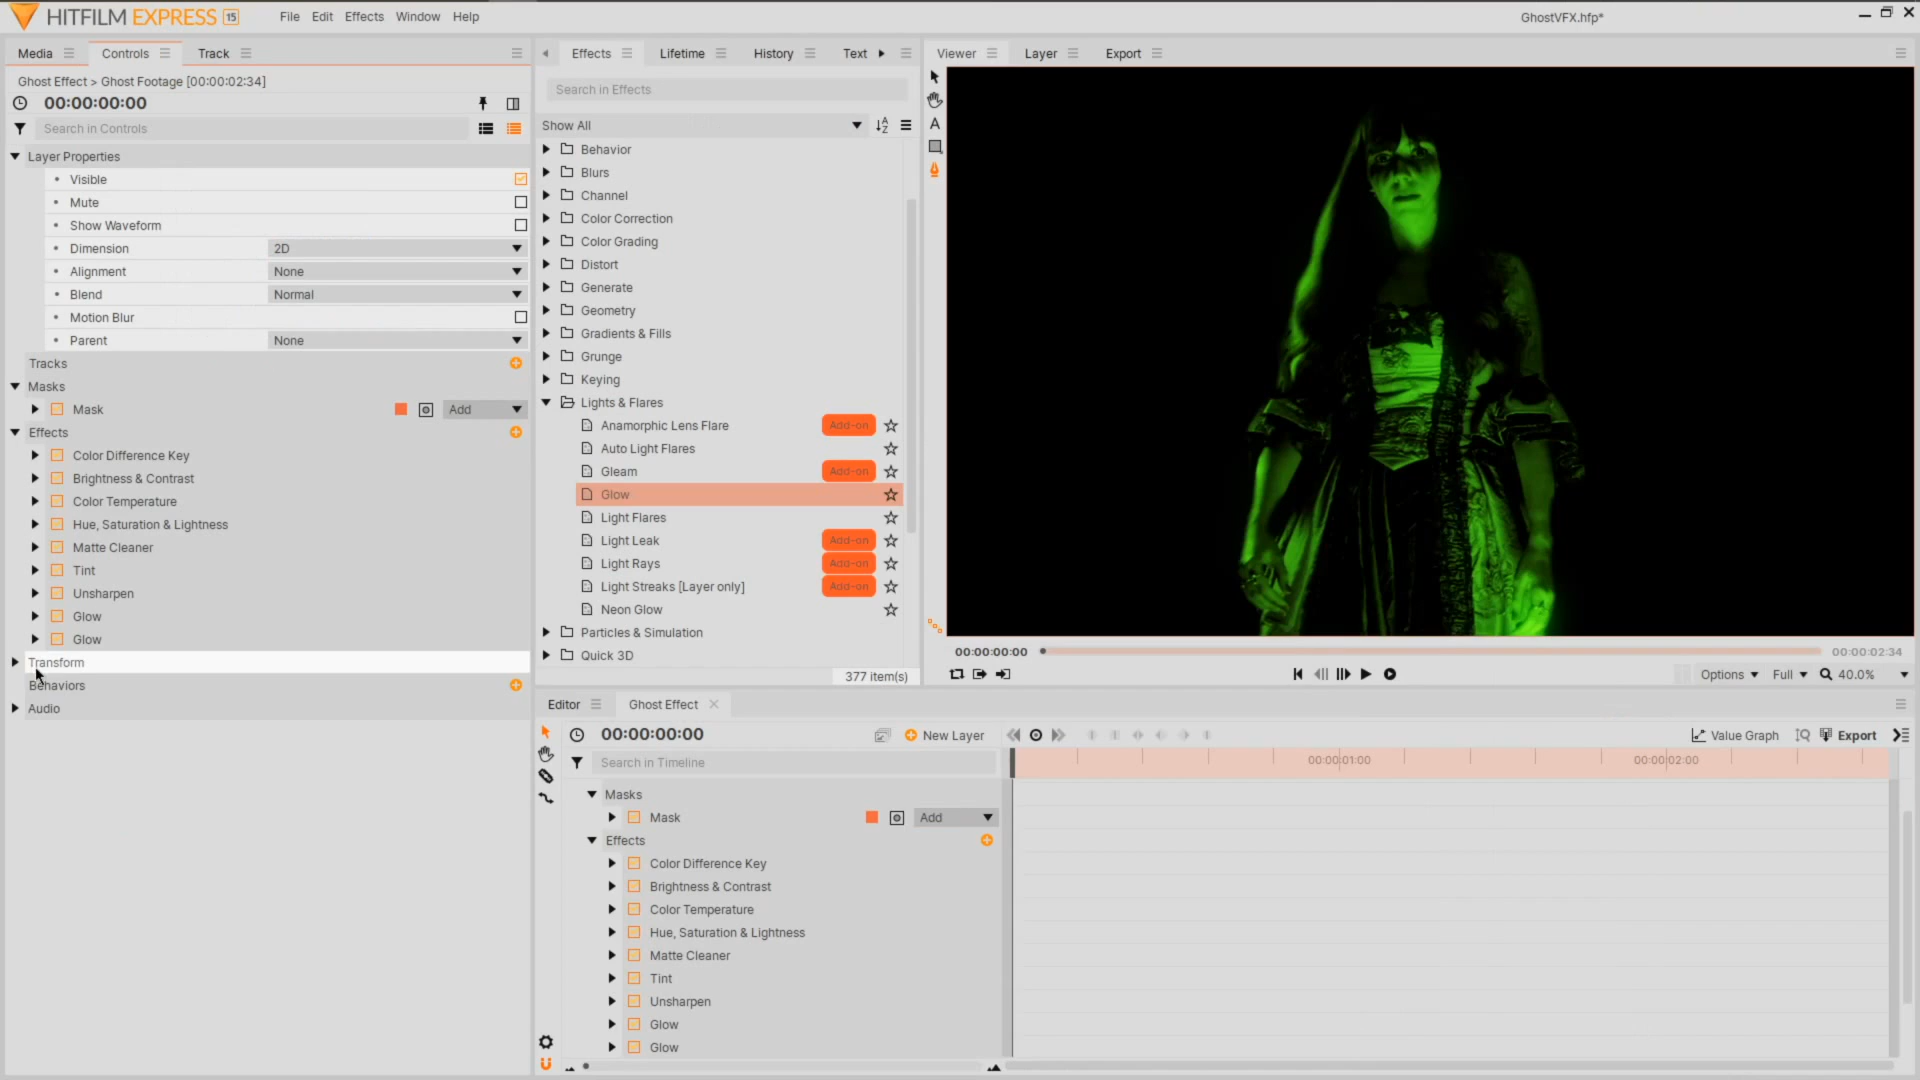 HITFILM EXPRESS 15
File Edit Effects Window Help
GhostVFX.hfp*
Media
Controls
Track
Ghost Effect > Ghost Footage [00:00:02:34]
00:00:00:00
Search in Controls
Layer Properties
Visible
Mute
Show Waveform
Dimension 2D
Alignment None
Blend Normal
Motion Blur
Parent None
Tracks
Masks
Mask Add
Effects
Color Difference Key
Brightness & Contrast
Color Temperature
Hue, Saturation & Lightness
Matte Cleaner
Tint
Unsharpen
Glow
Glow
Transform
Behaviors
Audio
Effects
Lifetime
History
Text
Search in Effects
Show All
Behavior
Blurs
Channel
Color Correction
Color Grading
Distort
Generate
Geometry
Gradients & Fills
Grunge
Keying
Lights & Flares
Anamorphic Lens Flare Add-on
Auto Light Flares
Gleam Add-on
Glow
Light Flares
Light Leak Add-on
Light Rays Add-on
Light Streaks [Layer only] Add-on
Neon Glow
Particles & Simulation
Quick 3D
377 item(s)
Viewer
Layer
Export
A
00:00:00:00
00:00:02:34
Options Full 40.0%
Editor
Ghost Effect
00:00:00:00
New Layer
Value Graph
Export
Search in Timeline
00:00:01:00
00:00:02:00
Masks
Mask Add
Effects
Color Difference Key
Brightness & Contrast
Color Temperature
Hue, Saturation & Lightness
Matte Cleaner
Tint
Unsharpen
Glow
Glow